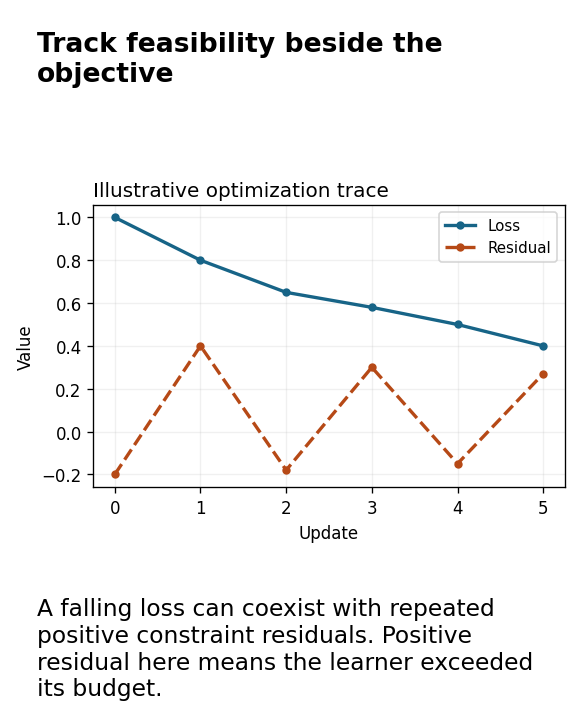 Track feasibility beside the
objective
Illustrative optimization trace
1.0
0.8
0.6
0.4
0.2
0.0
−0.2
Value
Loss
Residual
0 1 2 3 4 5
Update
A falling loss can coexist with repeated
positive constraint residuals. Positive
residual here means the learner exceeded
its budget.